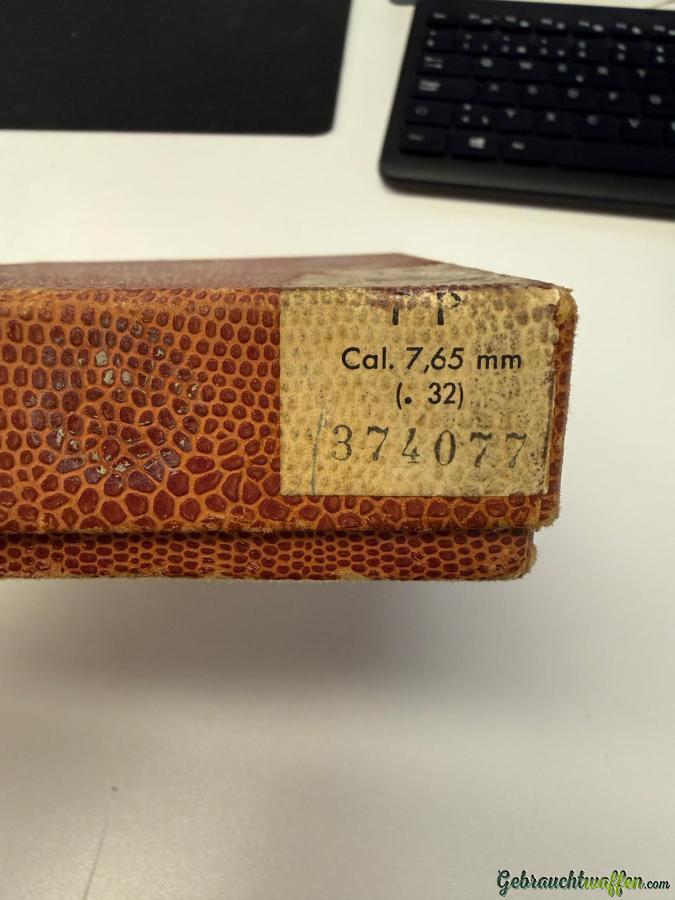 P P
Cal. 7,65 mm
(. 32)
374077
Gebrauchtwaffen.com